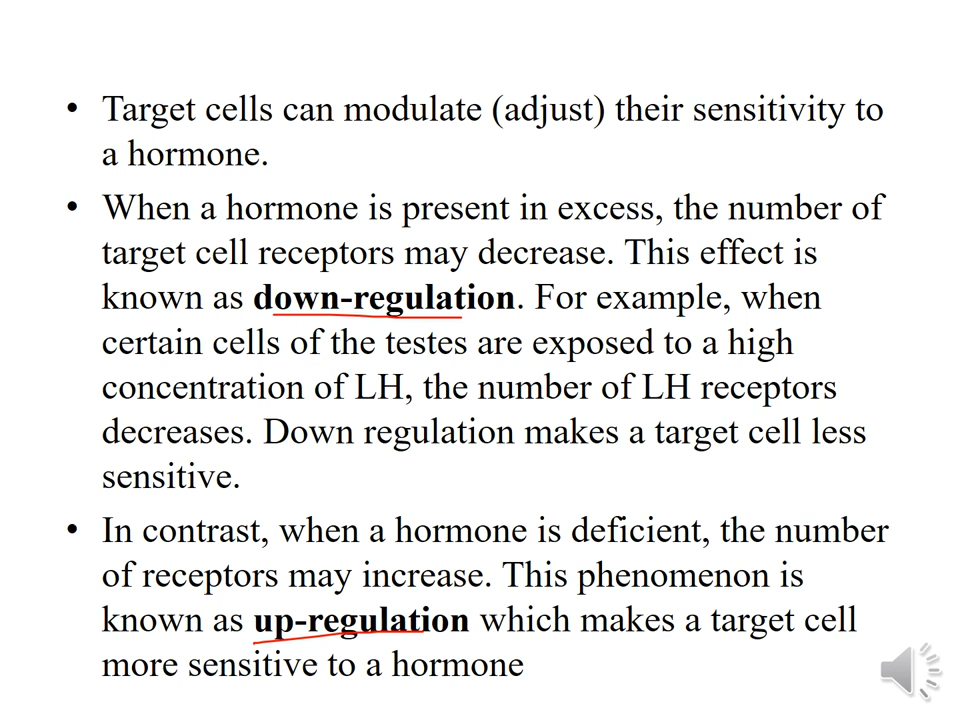 • Target cells can modulate (adjust) their sensitivity to
a hormone.
• When a hormone is present in excess, the number of
target cell receptors may decrease. This effect is
known as down-regulation. For example, when
certain cells of the testes are exposed to a high
concentration of LH, the number of LH receptors
decreases. Down regulation makes a target cell less
sensitive.
• In contrast, when a hormone is deficient, the number
of receptors may increase. This phenomenon is
known as up-regulation which makes a target cell
more sensitive to a hormone